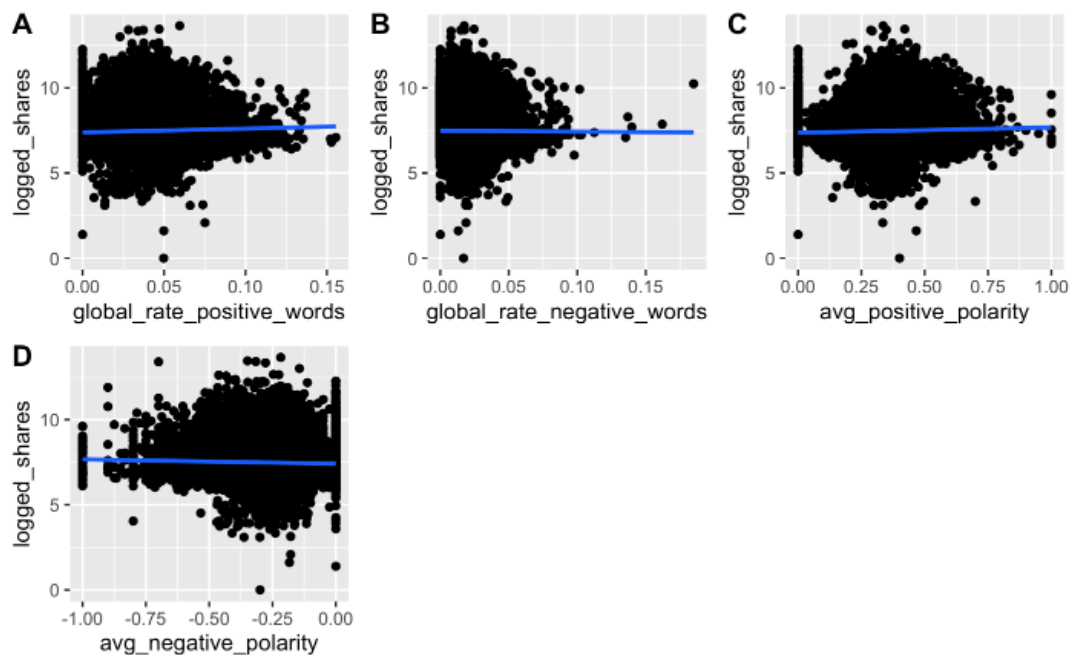 A
B
C
logged_shares
10
5
0
0.00 0.05 0.10 0.15
global_rate_positive_words
logged_shares
10
5
0
0.00 0.05 0.10 0.15
global_rate_negative_words
logged_shares
10
5
0
0.00 0.25 0.50 0.75 1.00
avg_positive_polarity
D
logged_shares
10
5
0
-1.00 -0.75 -0.50 -0.25 0.00
avg_negative_polarity